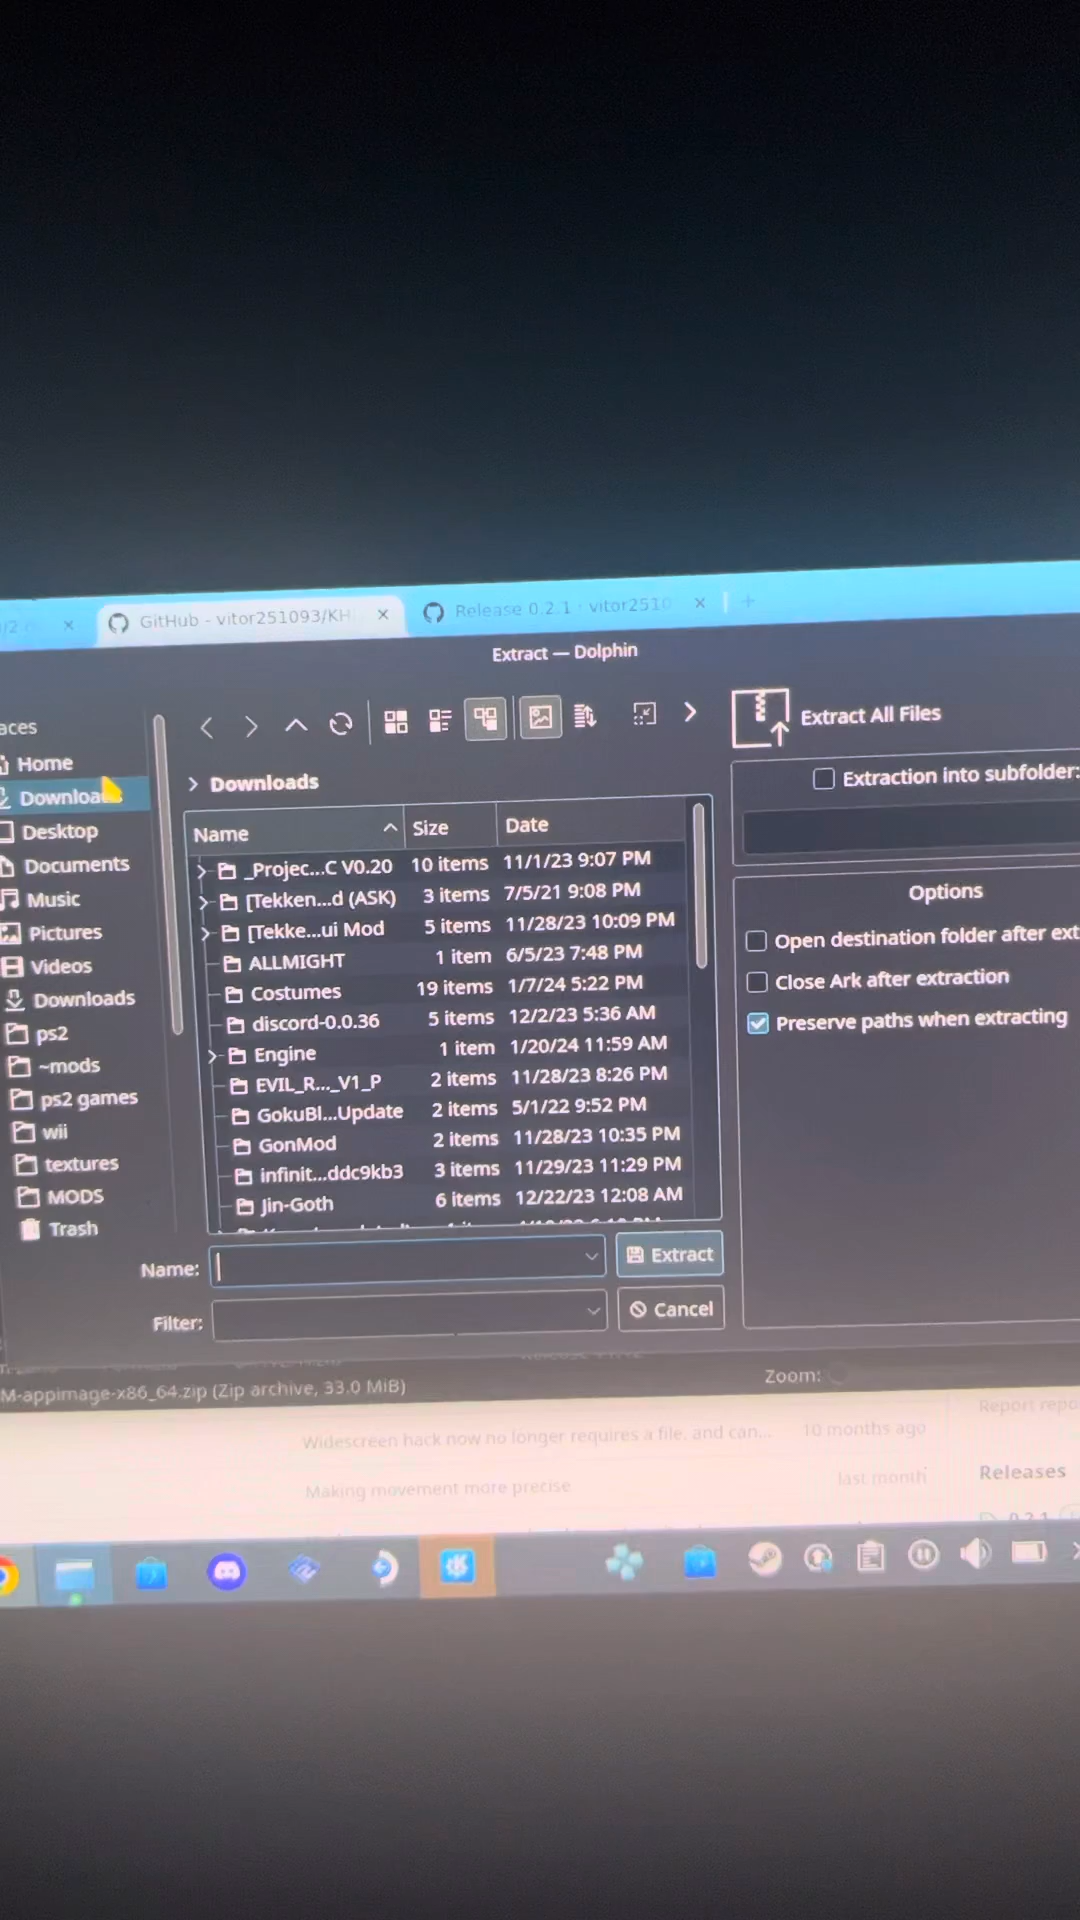 GitHub - vitor251093/KH
Release 0.2.1 · vitor2510
Extract — Dolphin
aces
Home
Downloa
Desktop
Documents
Music
Pictures
Videos
Downloads
ps2
~mods
ps2 games
wii
textures
MODS
Trash
Downloads
Name Size Date
_Projec...C V0.20 10 items 11/1/23 9:07 PM
[Tekken...d (ASK) 3 items 7/5/21 9:08 PM
[Tekke...ui Mod 5 items 11/28/23 10:09 PM
ALLMIGHT 1 item 6/5/23 7:48 PM
Costumes 19 items 1/7/24 5:22 PM
discord-0.0.36 5 items 12/2/23 5:36 AM
Engine 1 item 1/20/24 11:59 AM
EVIL_R..._V1_P 2 items 11/28/23 8:26 PM
GokuBl...Update 2 items 5/1/22 9:52 PM
GonMod 2 items 11/28/23 10:35 PM
infinit...ddc9kb3 3 items 11/29/23 11:29 PM
Jin-Goth 6 items 12/22/23 12:08 AM
Name:
Extract
Filter:
Cancel
Extract All Files
Extraction into subfolder:
Options
Open destination folder after ext
Close Ark after extraction
Preserve paths when extracting
M-appimage-x86_64.zip (Zip archive, 33.0 MiB)
Zoom:
Report repo
Widescreen hack now no longer requires a file, and can... 10 months ago
Making movement more precise last month
Releases